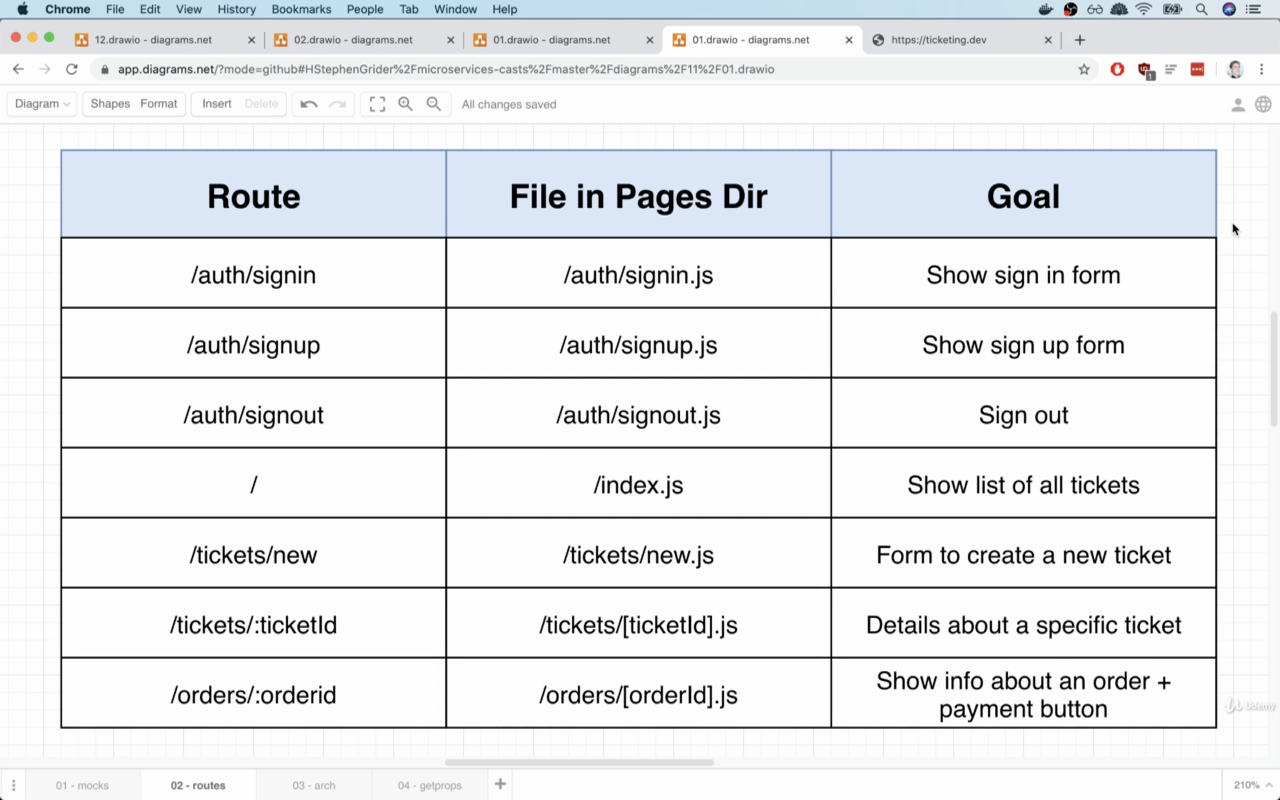 Chrome File Edit View History Bookmarks People Tab Window Help
12.drawio - diagrams.net 02.drawio - diagrams.net 01.drawio - diagrams.net 01.drawio - diagrams.net https://ticketing.dev
app.diagrams.net/?mode=github#HStephenGrider%2Fmicroservices-casts%2Fmaster%2Fdiagrams%2F11%2F01.drawio
Diagram Shapes Format Insert Delete All changes saved
Route File in Pages Dir Goal
/auth/signin /auth/signin.js Show sign in form
/auth/signup /auth/signup.js Show sign up form
/auth/signout /auth/signout.js Sign out
/ /index.js Show list of all tickets
/tickets/new /tickets/new.js Form to create a new ticket
/tickets/:ticketId /tickets/[ticketId].js Details about a specific ticket
/orders/:orderid /orders/[orderId].js Show info about an order +
payment button
Udemy
01 - mocks 02 - routes 03 - arch 04 - getprops 210%